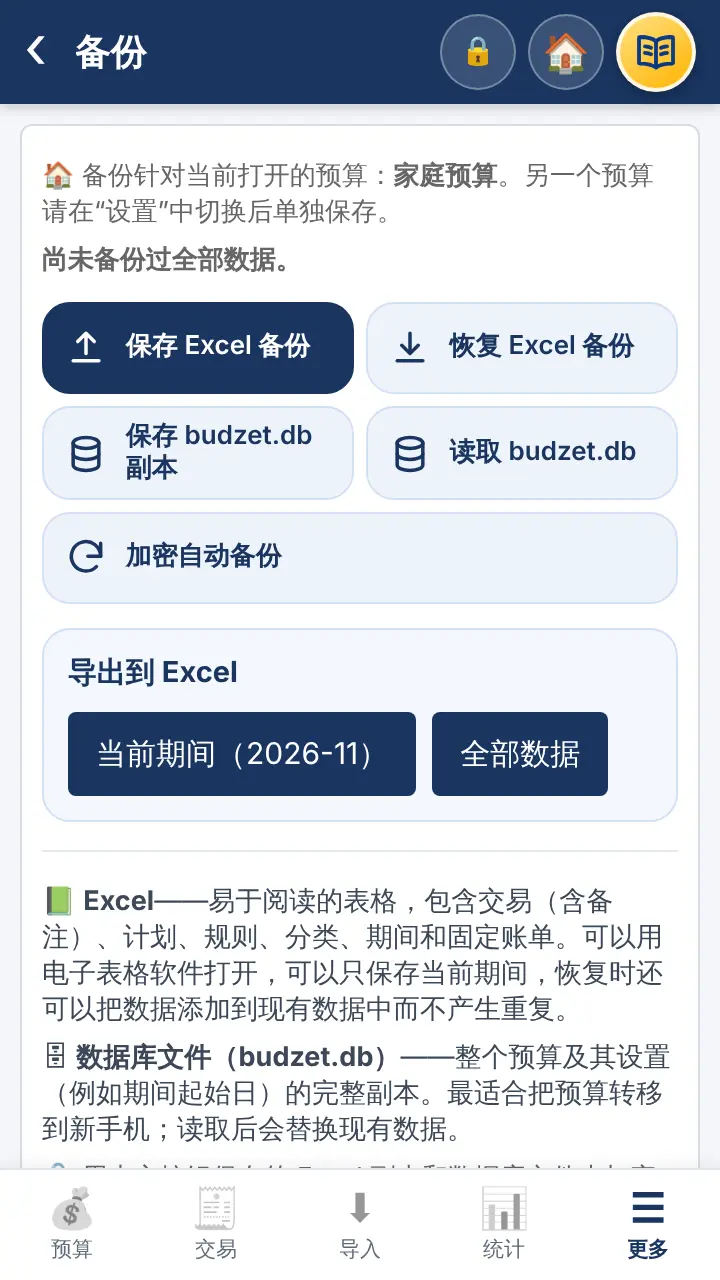 备份
备份针对当前打开的预算：家庭预算。另一个预算
请在“设置”中切换后单独保存。
尚未备份过全部数据。
保存 Excel 备份
恢复 Excel 备份
保存 budzet.db
副本
读取 budzet.db
加密自动备份
导出到 Excel
当前期间（2026-11）
全部数据
Excel——易于阅读的表格，包含交易（含备
注）、计划、规则、分类、期间和固定账单。可以用
电子表格软件打开，可以只保存当前期间，恢复时还
可以把数据添加到现有数据中而不产生重复。
数据库文件（budzet.db）——整个预算及其设置
（例如期间起始日）的完整副本。最适合把预算转移
到新手机；读取后会替换现有数据。
预算
交易
导入
统计
更多